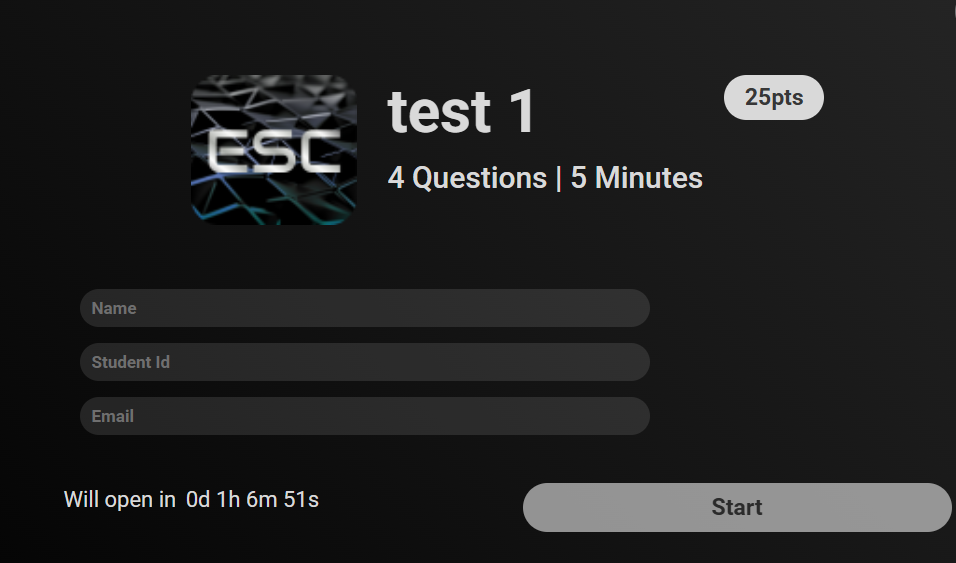 ESC
test 1
25pts
4 Questions | 5 Minutes
Name
Student Id
Email
Will open in 0d 1h 6m 51s
Start